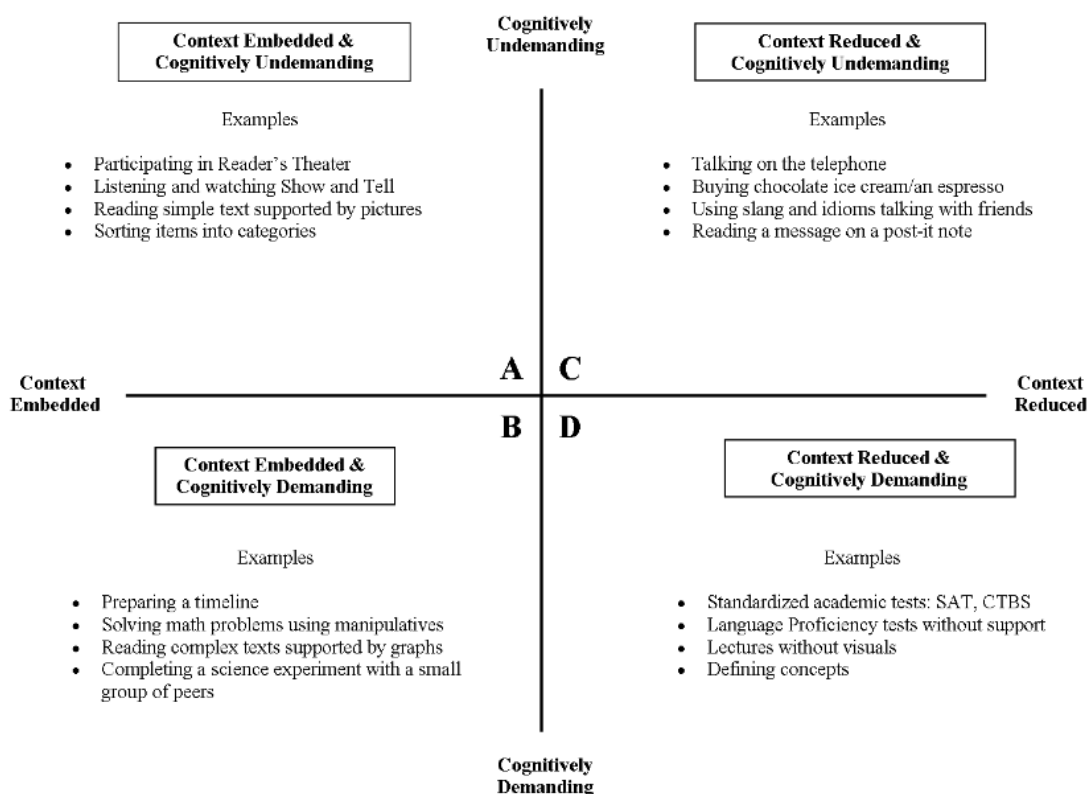 Cognitively
Undemanding
Context Embedded &
Cognitively Undemanding
Examples
• Participating in Reader's Theater
• Listening and watching Show and Tell
• Reading simple text supported by pictures
• Sorting items into categories
Context Reduced &
Cognitively Undemanding
Examples
• Talking on the telephone
• Buying chocolate ice cream/an espresso
• Using slang and idioms talking with friends
• Reading a message on a post-it note
Context
Embedded
A C
B D
Context
Reduced
Context Embedded &
Cognitively Demanding
Examples
• Preparing a timeline
• Solving math problems using manipulatives
• Reading complex texts supported by graphs
• Completing a science experiment with a small
group of peers
Context Reduced &
Cognitively Demanding
Examples
• Standardized academic tests: SAT, CTBS
• Language Proficiency tests without support
• Lectures without visuals
• Defining concepts
Cognitively
Demanding